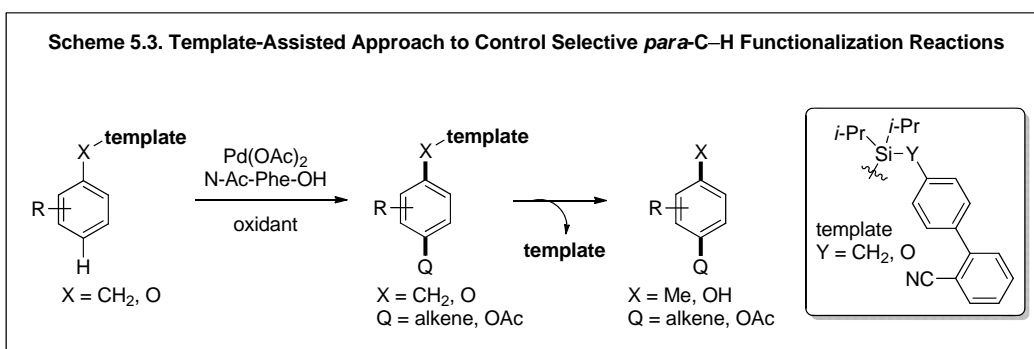 Scheme 5.3. Template-Assisted Approach to Control Selective para-C–H Functionalization Reactions
X
template
R
H
X = CH2, O
Pd(OAc)2
N-Ac-Phe-OH
oxidant
X
template
R
Q
X = CH2, O
Q = alkene, OAc
template
X
R
Q
X = Me, OH
Q = alkene, OAc
i-Pr
i-Pr
Si
Y
template
Y = CH2, O
NC